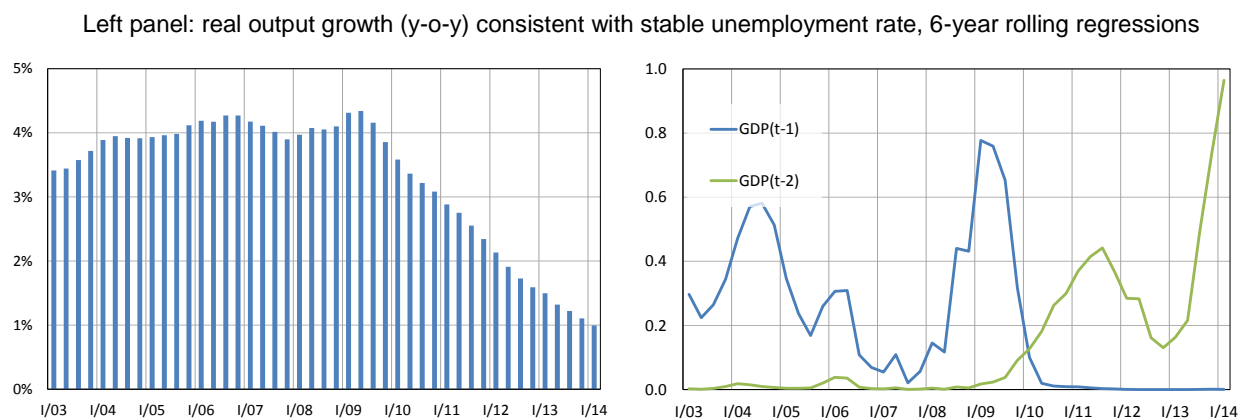 Left panel: real output growth (y-o-y) consistent with stable unemployment rate, 6-year rolling regressions
5%
4%
3%
2%
1%
0%
I/03 I/04 I/05 I/06 I/07 I/08 I/09 I/10 I/11 I/12 I/13 I/14
1.0
0.8
0.6
0.4
0.2
0.0
GDP(t-1)
GDP(t-2)
I/03 I/04 I/05 I/06 I/07 I/08 I/09 I/10 I/11 I/12 I/13 I/14